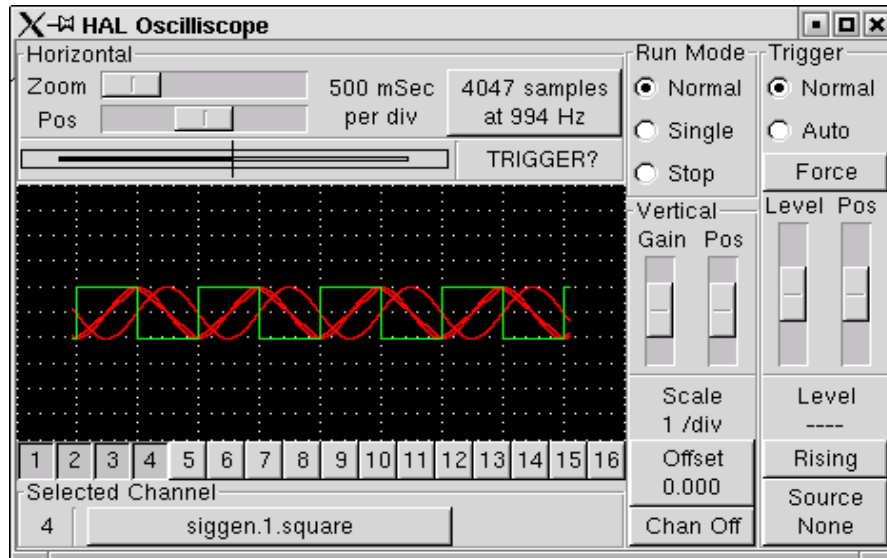 HAL Oscilliscope
Horizontal
Zoom
Pos
500 mSec
per div
4047 samples
at 994 Hz
TRIGGER?
Run Mode
Normal
Single
Stop
Trigger
Normal
Auto
Force
Level Pos
Vertical
Gain Pos
Scale
1 /div
Offset
0.000
Chan Off
Level
----
Rising
Source
None
1 2 3 4 5 6 7 8 9 10 11 12 13 14 15 16
Selected Channel
4 siggen.1.square